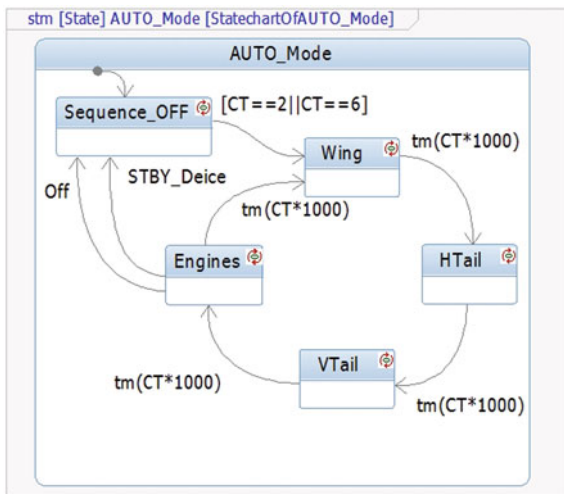 stm [State] AUTO_Mode [StatechartOfAUTO_Mode]
AUTO_Mode
Sequence_OFF
[CT==2||CT==6]
Wing
tm(CT*1000)
Off
STBY_Deice
tm(CT*1000)
Engines
HTail
VTail
tm(CT*1000)
tm(CT*1000)